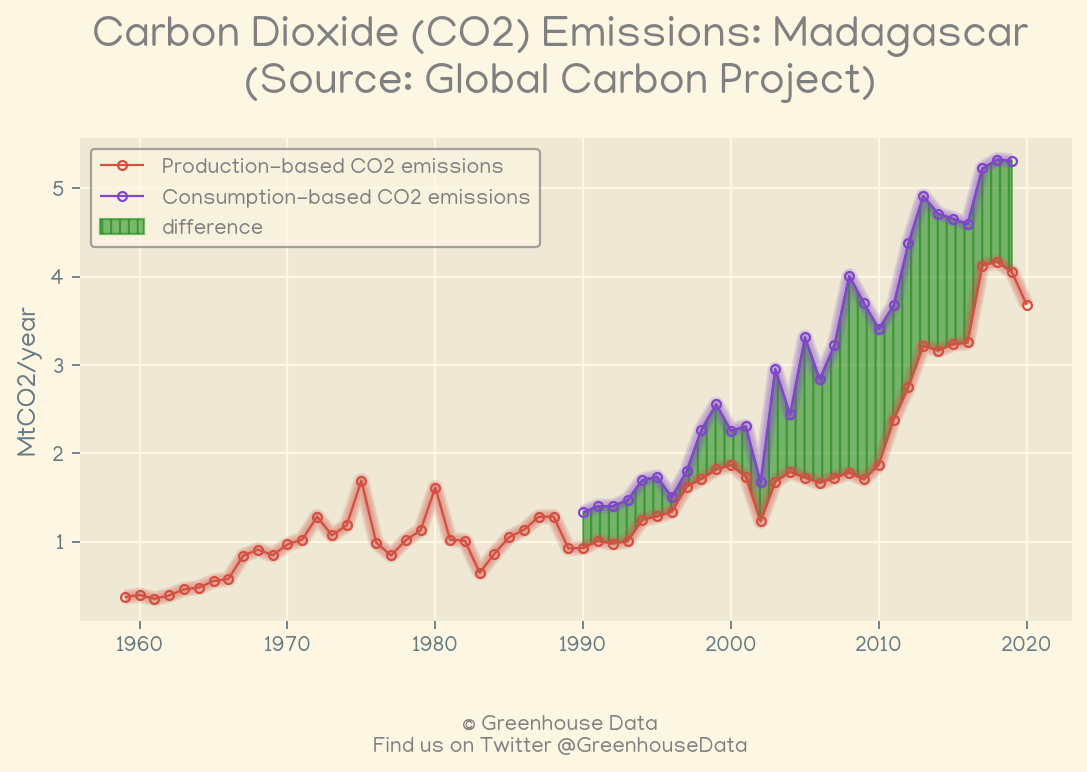 Carbon Dioxide (CO2) Emissions: Madagascar
(Source: Global Carbon Project)
Production-based CO2 emissions
Consumption-based CO2 emissions
difference
MtCO2/year
5
4
3
2
1
1960 1970 1980 1990 2000 2010 2020
© Greenhouse Data
Find us on Twitter @GreenhouseData